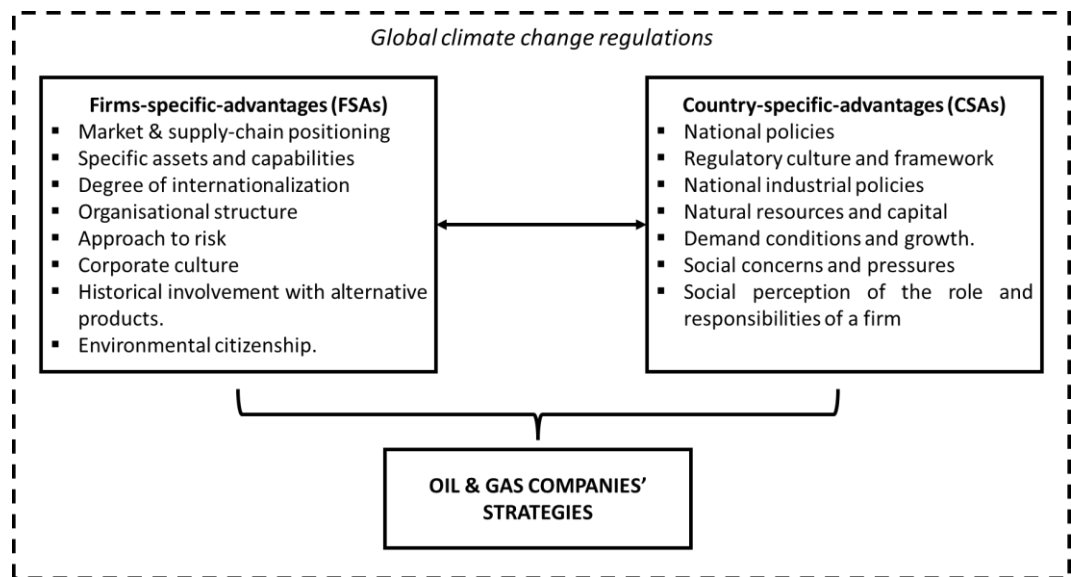 Global climate change regulations
Firms-specific-advantages (FSAs)
▪ Market & supply-chain positioning
▪ Specific assets and capabilities
▪ Degree of internationalization
▪ Organisational structure
▪ Approach to risk
▪ Corporate culture
▪ Historical involvement with alternative
products.
▪ Environmental citizenship.
Country-specific-advantages (CSAs)
▪ National policies
▪ Regulatory culture and framework
▪ National industrial policies
▪ Natural resources and capital
▪ Demand conditions and growth.
▪ Social concerns and pressures
▪ Social perception of the role and
responsibilities of a firm
OIL & GAS COMPANIES’
STRATEGIES